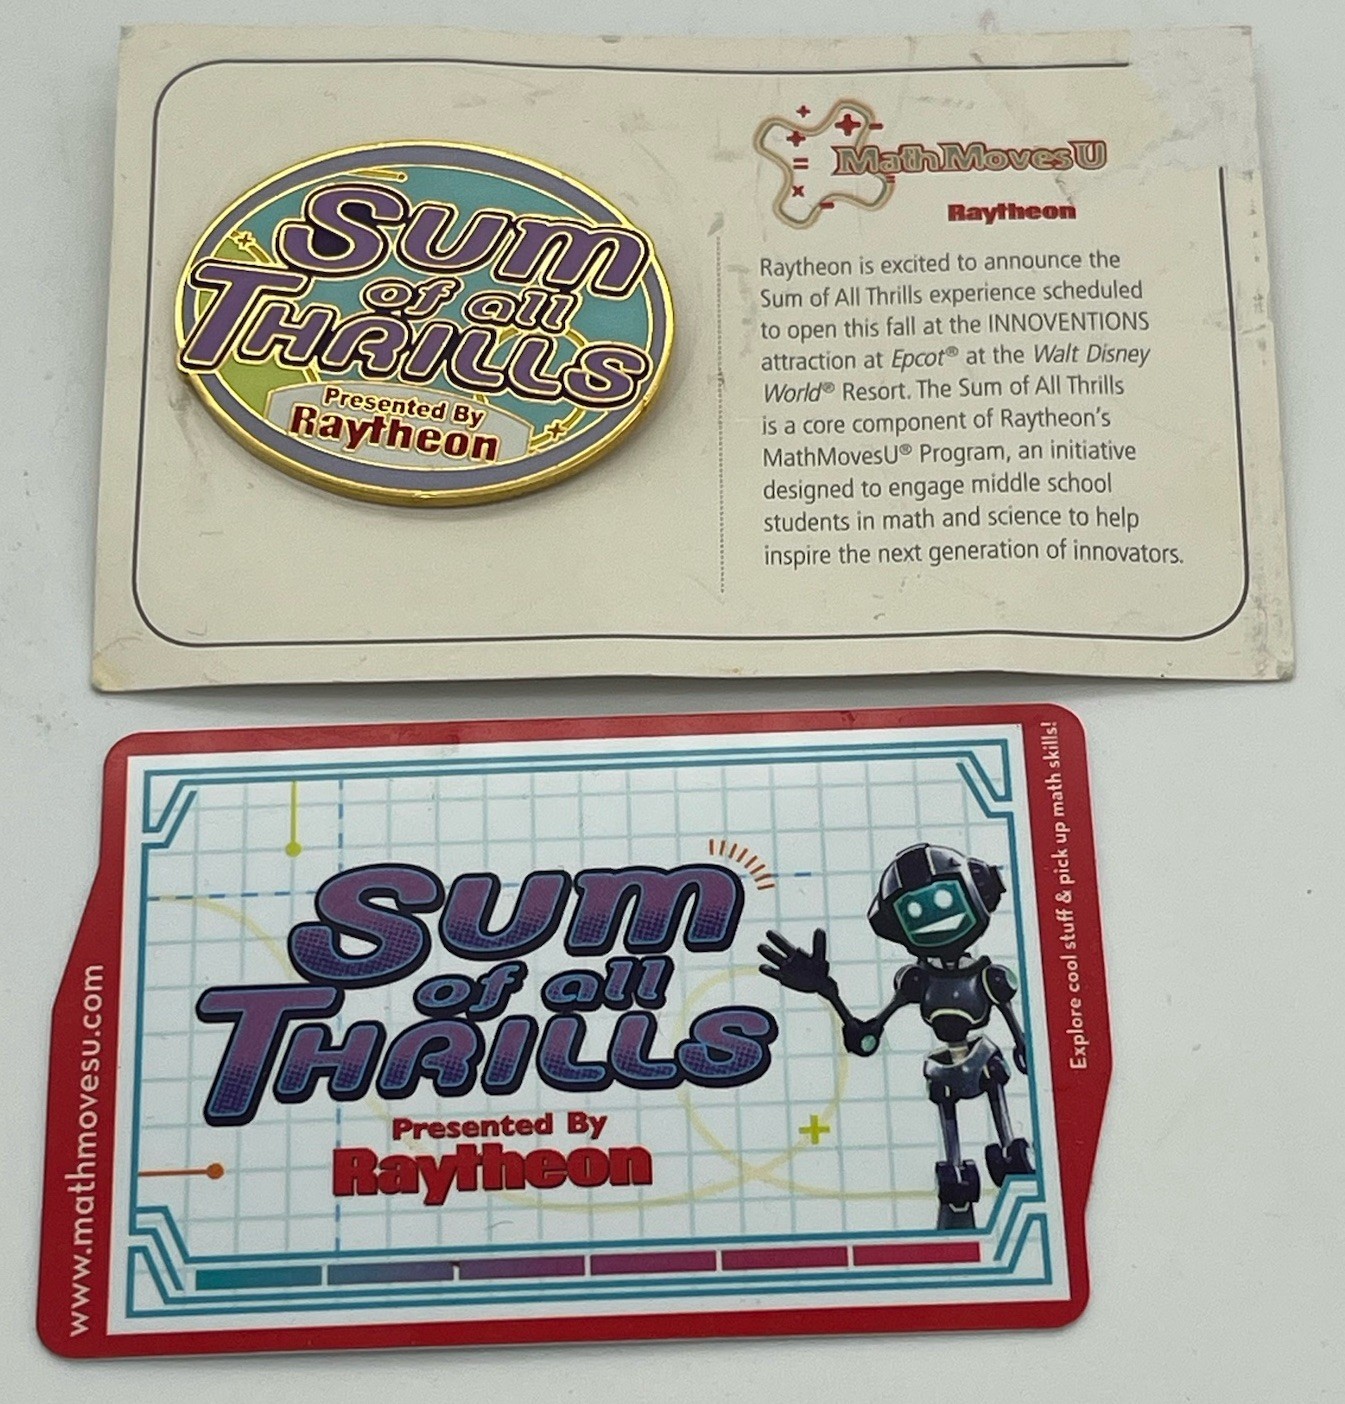 Sum
of all
Thrills
Presented By
Raytheon
MathMovesU
Raytheon
Raytheon is excited to announce the
Sum of All Thrills experience scheduled
to open this fall at the INNOVENTIONS
attraction at Epcot® at the Walt Disney
World® Resort. The Sum of All Thrills
is a core component of Raytheon's
MathMovesU® Program, an initiative
designed to engage middle school
students in math and science to help
inspire the next generation of innovators.
www.mathmovesu.com
Sum
of all
Thrills
Presented By
Raytheon
Explore cool stuff & pick up math skills!